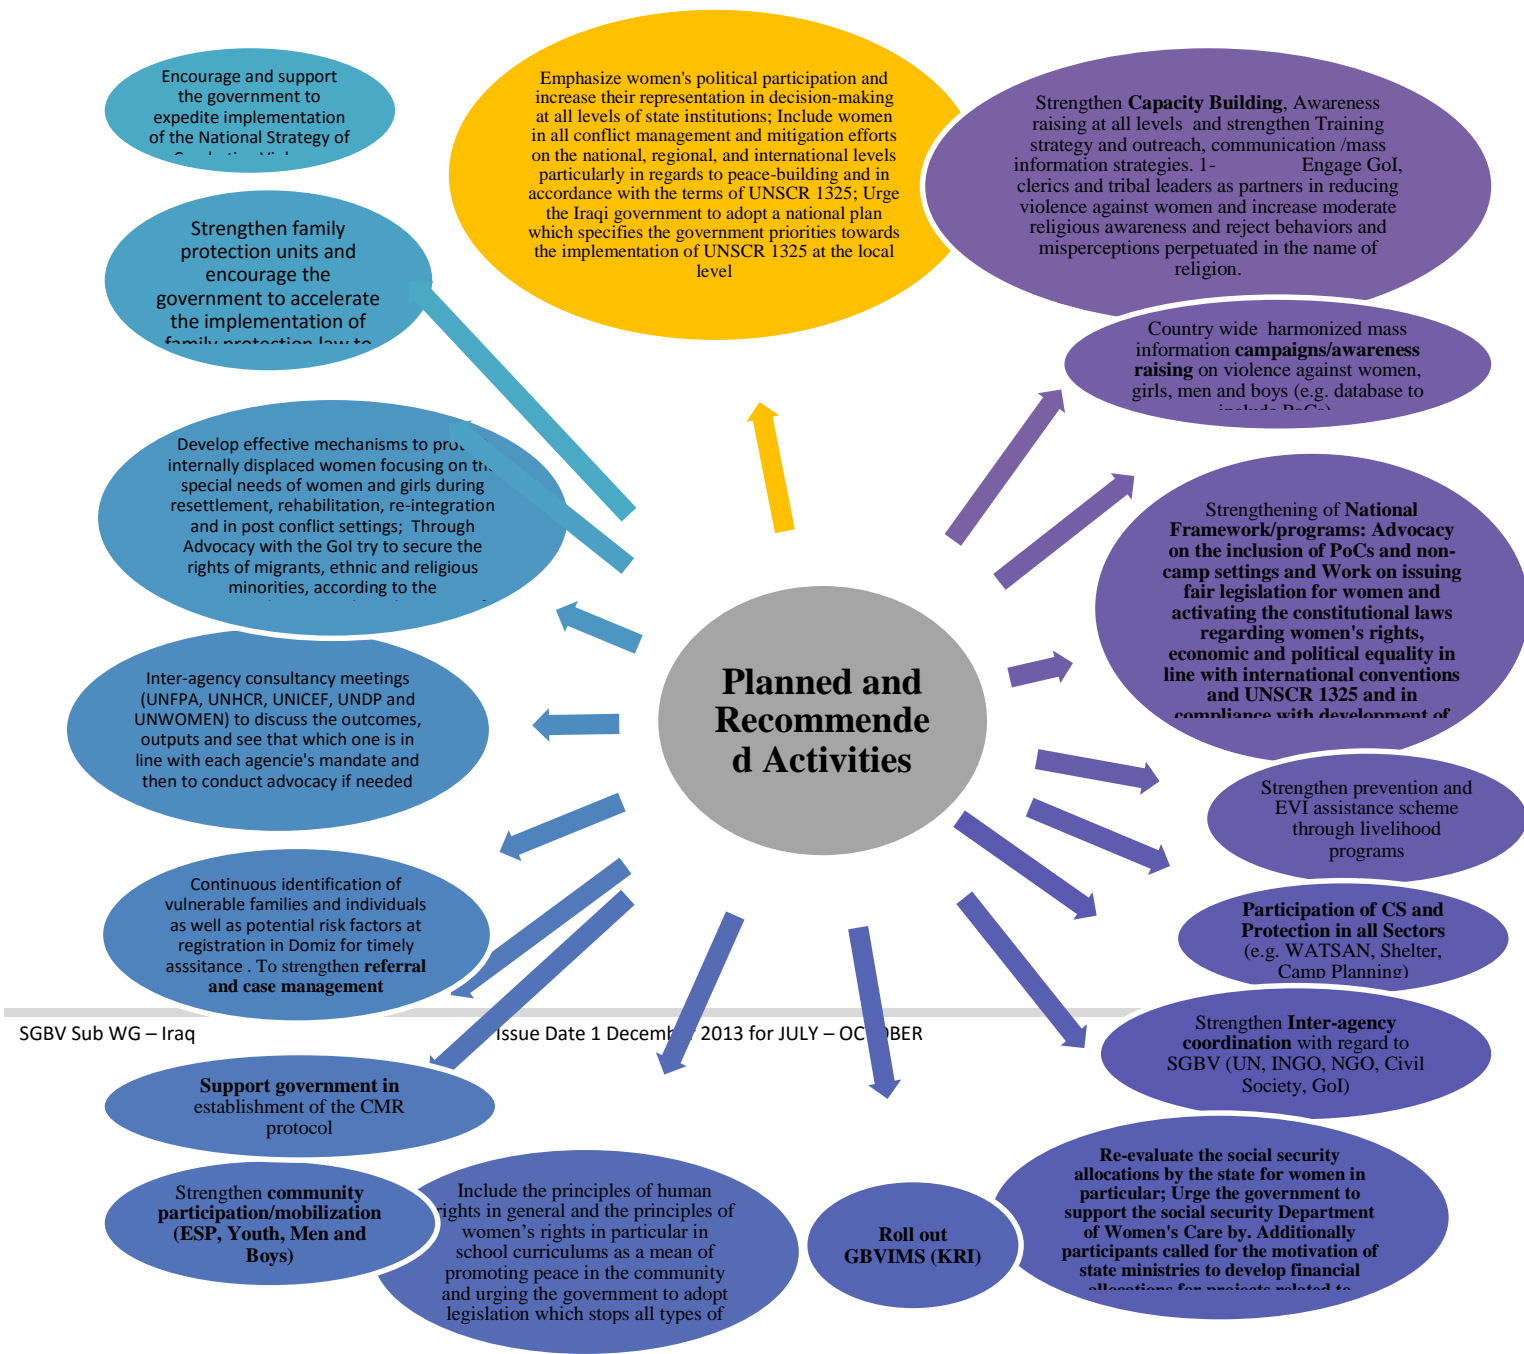 Encourage and support
the government to
expedite implementation
of the National Strategy of
Emphasize women's political participation and
increase their representation in decision-making
at all levels of state institutions; Include women
in all conflict management and mitigation efforts
on the national, regional, and international levels
particularly in regards to peace-building and in
accordance with the terms of UNSCR 1325; Urge
the Iraqi government to adopt a national plan
which specifies the government priorities towards
the implementation of UNSCR 1325 at the local
level
Strengthen Capacity Building, Awareness
raising at all levels and strengthen Training
strategy and outreach, communication /mass
information strategies. 1- Engage GoI,
clerics and tribal leaders as partners in reducing
violence against women and increase moderate
religious awareness and reject behaviors and
misperceptions perpetuated in the name of
religion.
Strengthen family
protection units and
encourage the
government to accelerate
the implementation of
family protection law to
Country wide harmonized mass
information campaigns/awareness
raising on violence against women,
girls, men and boys (e.g. database to
include PoCs)
Develop effective mechanisms to
internally displaced women focusing on the
special needs of women and girls during
resettlement, rehabilitation, re-integration
and in post conflict settings; Through
Advocacy with the GoI try to secure the
rights of migrants, ethnic and religious
minorities, according to the
Strengthening of National
Framework/programs: Advocacy
on the inclusion of PoCs and non-
camp settings and Work on issuing
fair legislation for women and
activating the constitutional laws
regarding women's rights,
economic and political equality in
line with international conventions
and UNSCR 1325 and in
compliance with development of
Planned and
Recommende
d Activities
Inter-agency consultancy meetings
(UNFPA, UNHCR, UNICEF, UNDP and
UNWOMEN) to discuss the outcomes,
outputs and see that which one is in
line with each agencie's mandate and
then to conduct advocacy if needed
Strengthen prevention and
EVI assistance scheme
through livelihood
programs
Continuous identification of
vulnerable families and individuals
as well as potential risk factors at
registration in Domiz for timely
asssitance . To strengthen referral
and case management
Participation of CS and
Protection in all Sectors
(e.g. WATSAN, Shelter,
Camp Planning)
SGBV Sub WG – Iraq
Issue Date 1 December 2013 for JULY – OCTOBER
Strengthen Inter-agency
coordination with regard to
SGBV (UN, INGO, NGO, Civil
Society, GoI)
Support government in
establishment of the CMR
protocol
Strengthen community
participation/mobilization
(ESP, Youth, Men and
Boys)
Include the principles of human
rights in general and the principles of
women's rights in particular in
school curriculums as a mean of
promoting peace in the community
and urging the government to adopt
legislation which stops all types of
Roll out
GBVIMS (KRI)
Re-evaluate the social security
allocations by the state for women in
particular; Urge the government to
support the social security Department
of Women's Care by. Additionally
participants called for the motivation of
state ministries to develop financial
allocations for projects related to